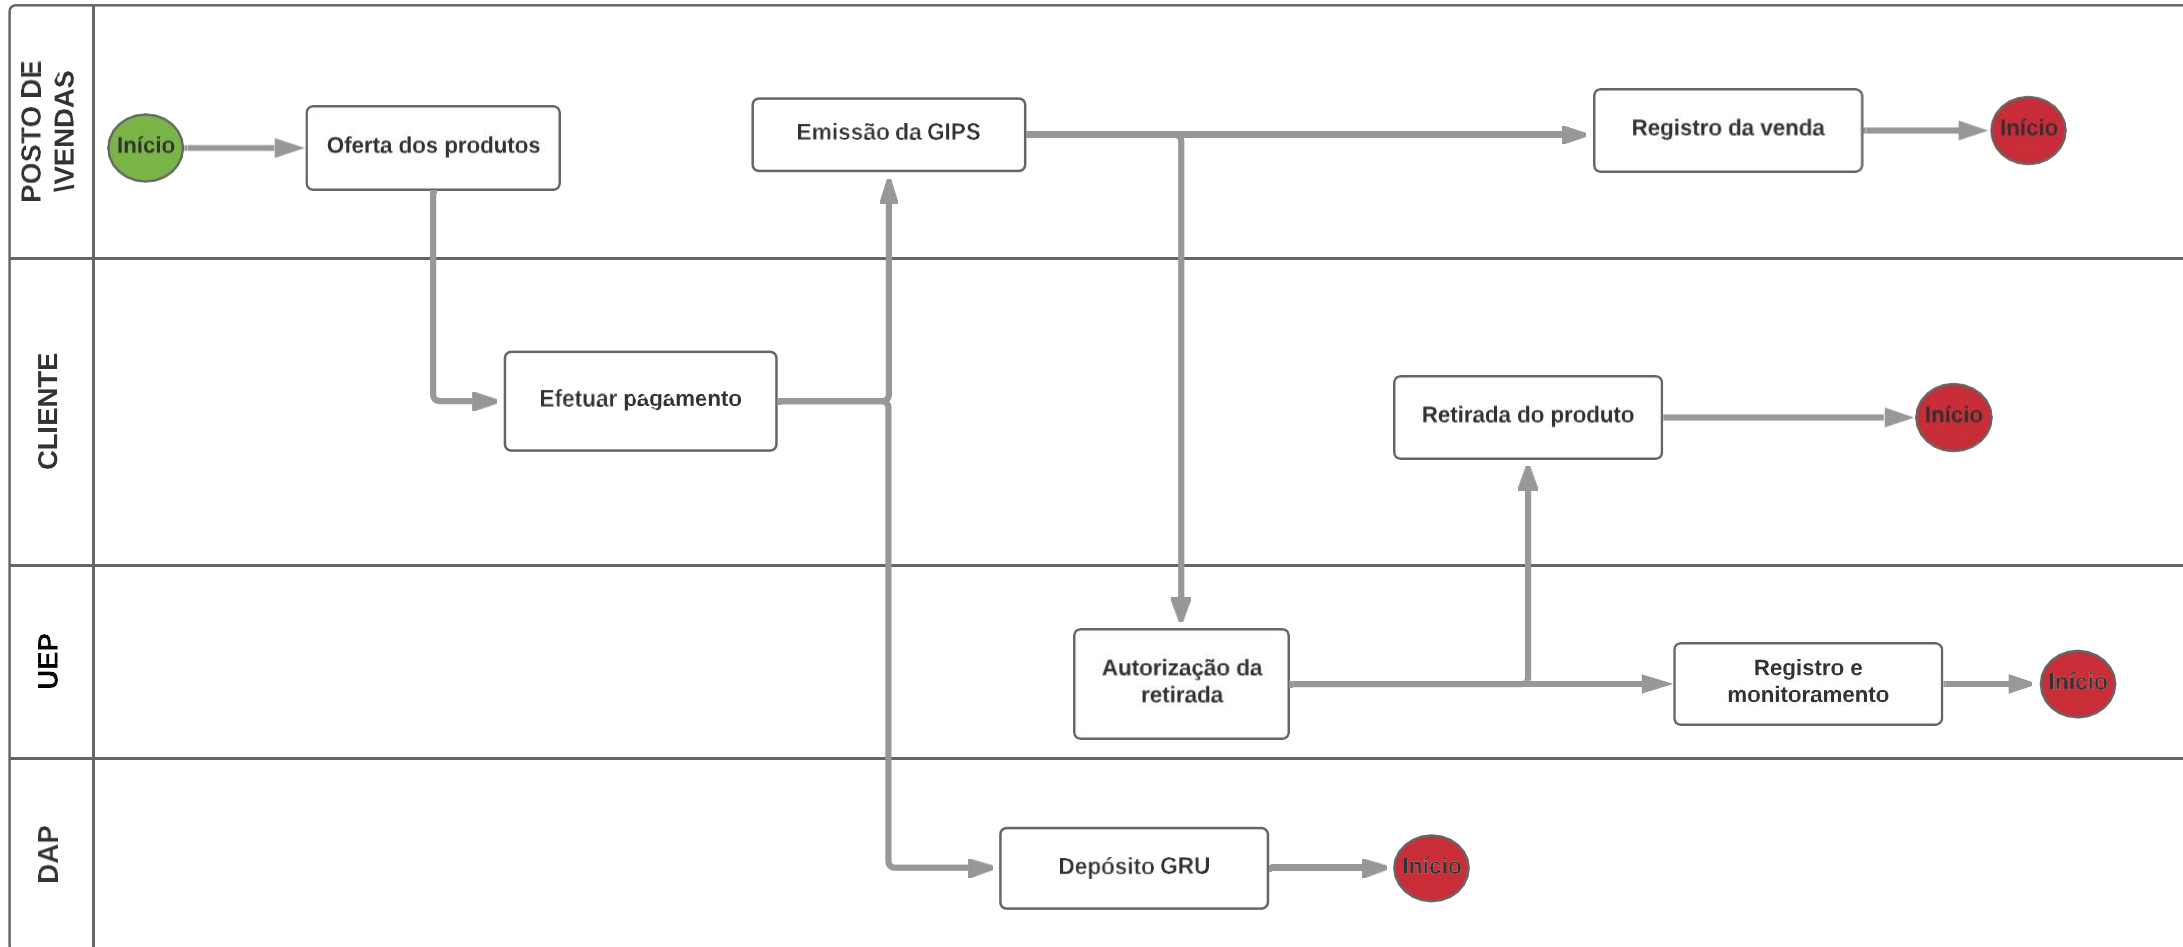 POSTO DE
\VENDAS
Início
Oferta dos produtos
Emissão da GIPS
Registro da venda
Início
CLIENTE
Efetuar pagamento
Retirada do produto
Início
UEP
Autorização da
retirada
Registro e
monitoramento
Início
DAP
Depósito GRU
Início